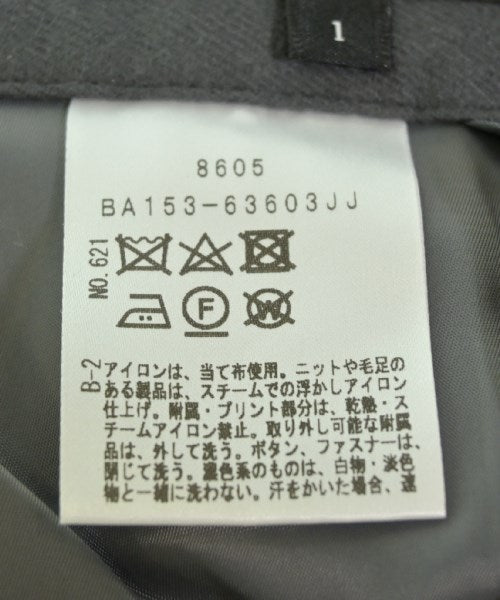 1
8605
BA153-63603JJ
NO.621
F
W
B-2
アイロンは、当て布使用。ニットや毛足の
ある製品は、スチームでの浮かしアイロン
仕上げ。附属・プリント部分は、乾熱・ス
チームアイロン禁止。取り外し可能な附属
品は、外して洗う。ボタン、ファスナーは、
閉じて洗う。濃色系のものは、白物・淡色
物と一緒に洗わない。汗をかいた場合、速